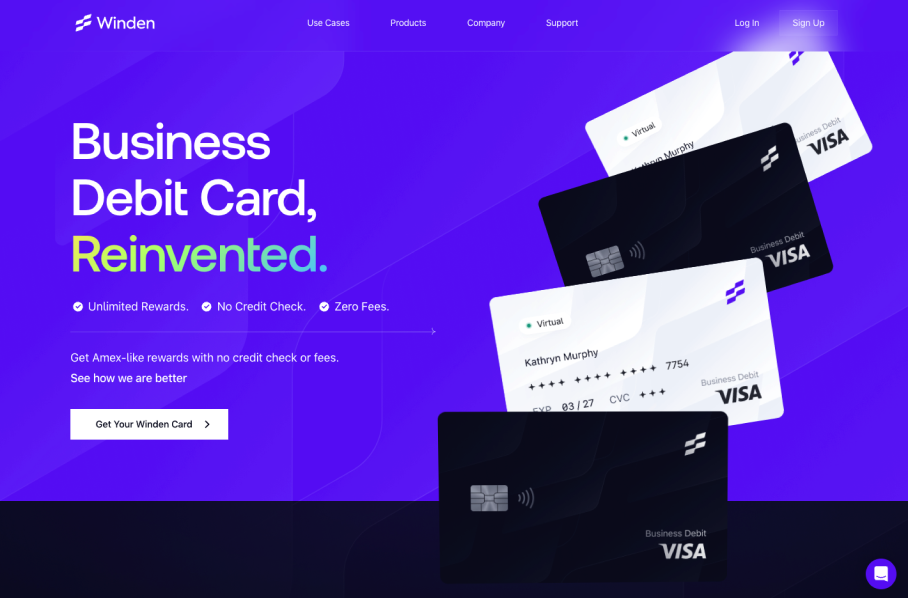 Winden
Use Cases
Products
Company
Support
Log In
Sign Up
Business
Debit Card,
Reinvented.
Unlimited Rewards.
No Credit Check.
Zero Fees.
Get Amex-like rewards with no credit check or fees.
See how we are better
Get Your Winden Card
Virtual
Kathryn Murphy
Business Debit
VISA
Business Debit
VISA
Virtual
Kathryn Murphy
7754
EXP 03 / 27 CVC
Business Debit
VISA
Business Debit
VISA